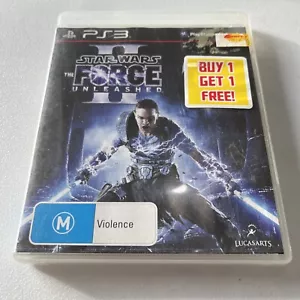 PS3
STAR WARS
THE FORCE
UNLEASHED
II
BUY 1
GET 1
FREE!
M
Violence
LUCASARTS